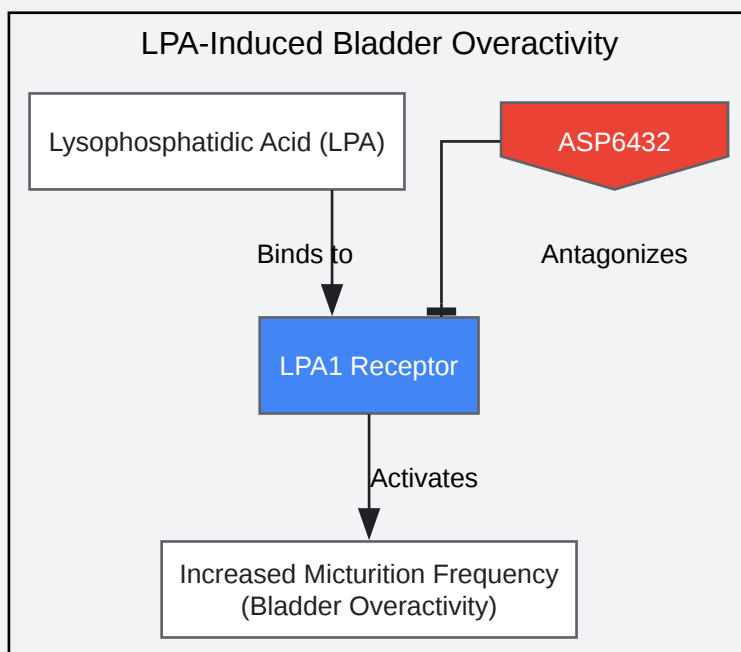 LPA-Induced Bladder Overactivity
Lysophosphatidic Acid (LPA)
ASP6432
Binds to
Antagonizes
LPA1 Receptor
Activates
Increased Micturition Frequency
(Bladder Overactivity)